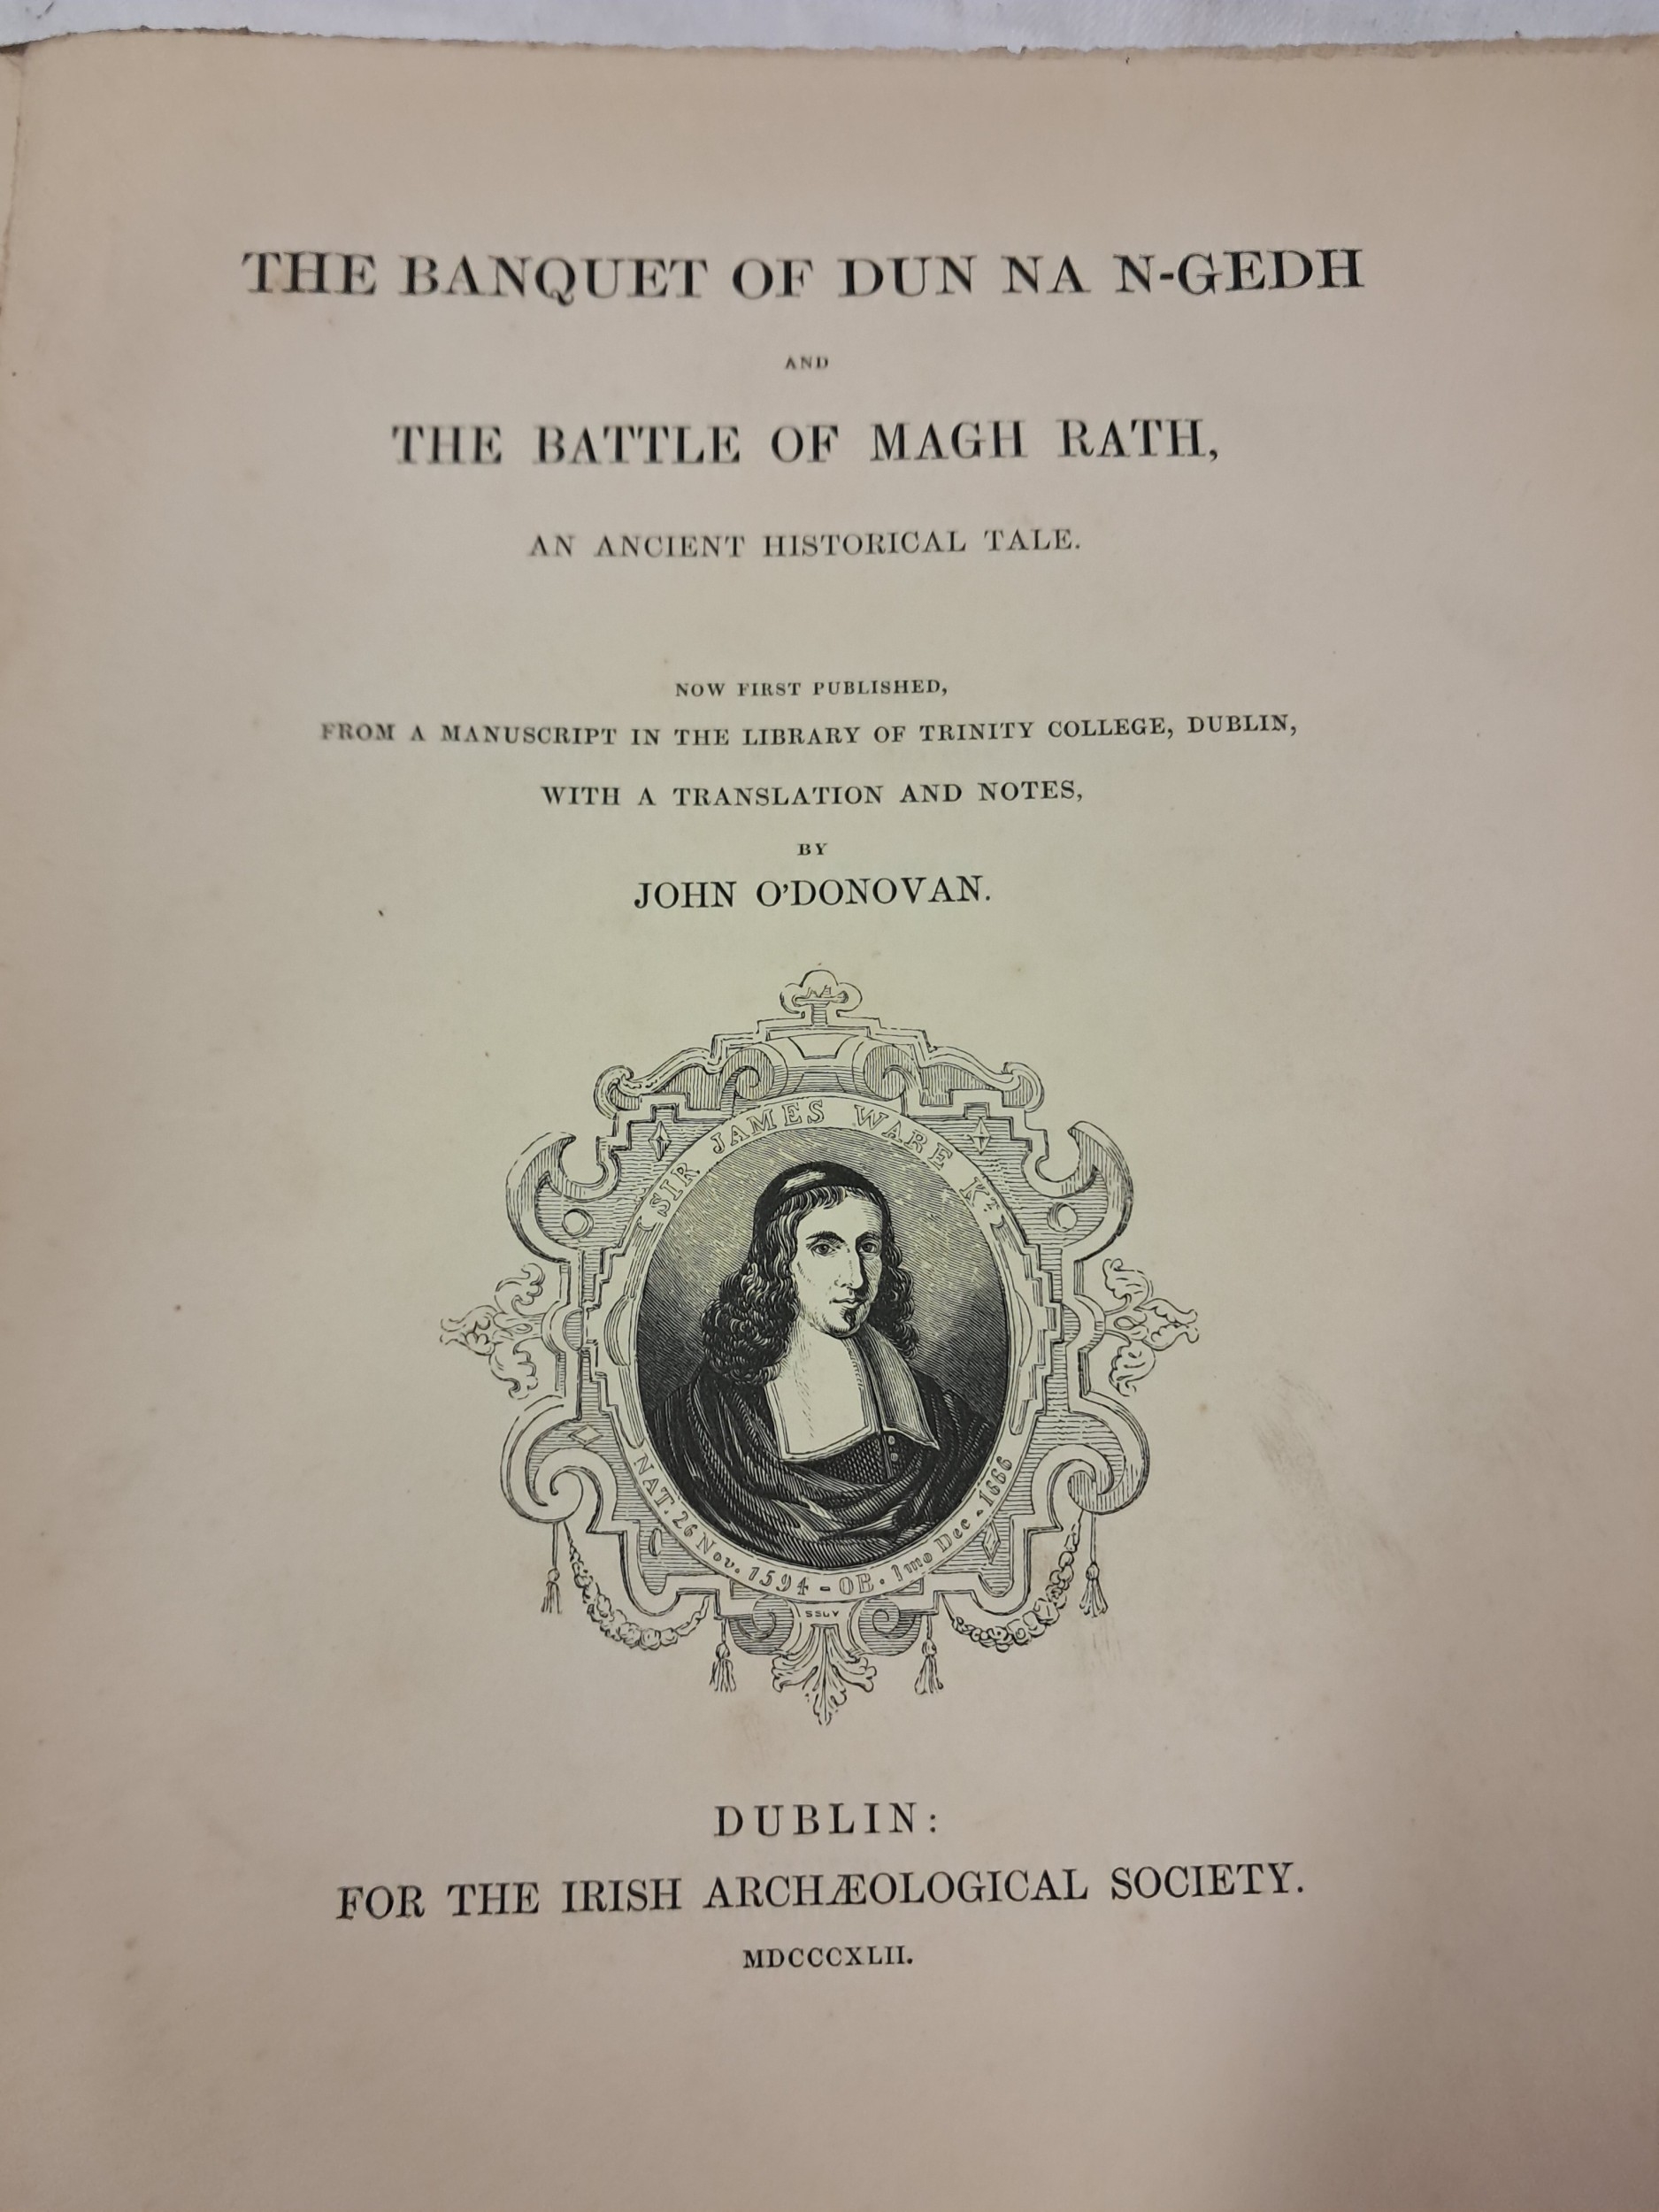 THE BANQUET OF DUN NA N-GEDH
AND
THE BATTLE OF MAGH RATH,
AN ANCIENT HISTORICAL TALE.
NOW FIRST PUBLISHED,
FROM A MANUSCRIPT IN THE LIBRARY OF TRINITY COLLEGE, DUBLIN,
WITH A TRANSLATION AND NOTES,
BY
JOHN O'DONOVAN.
SIR JAMES WARE Kt.
NAT. 26 Nov. 1594 - OB. 1mo Dec. 1666
DUBLIN:
FOR THE IRISH ARCHÆOLOGICAL SOCIETY.
MDCCCXLII.